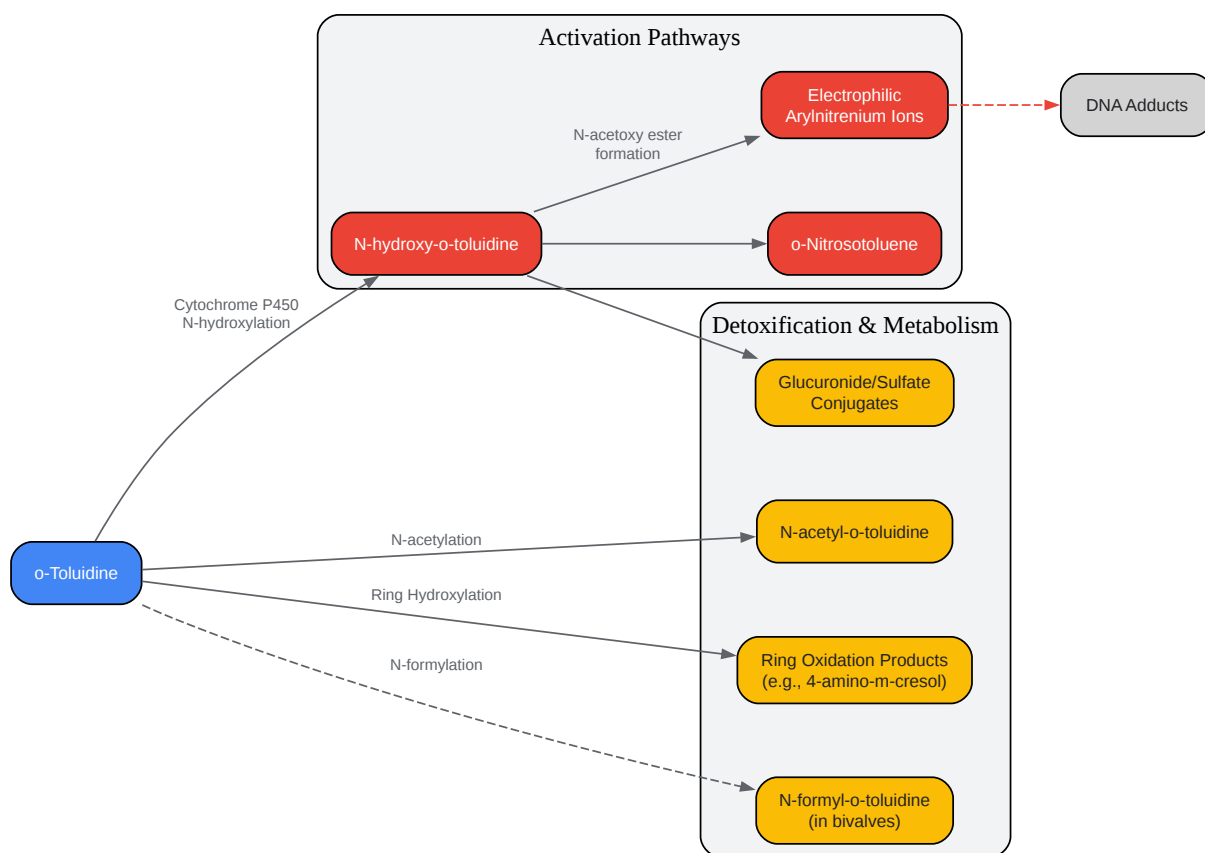 Activation Pathways
Electrophilic
Arylnitrenium Ions
DNA Adducts
N-acetoxy ester
formation
N-hydroxy-o-toluidine
o-Nitrosotoluene
Cytochrome P450
N-hydroxylation
Detoxification & Metabolism
Glucuronide/Sulfate
Conjugates
N-acetylation
N-acetyl-o-toluidine
o-Toluidine
Ring Hydroxylation
Ring Oxidation Products
(e.g., 4-amino-m-cresol)
N-formylation
N-formyl-o-toluidine
(in bivalves)